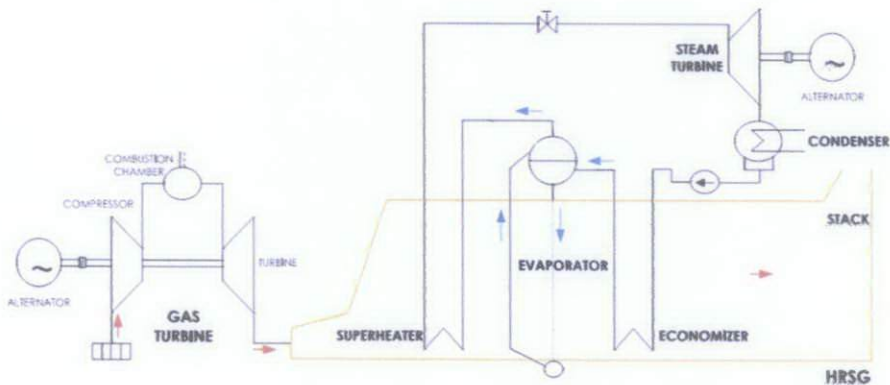 STEAM
TURBINE
ALTERNATOR
CONDENSER
COMBUSTION
CHAMBER
COMPRESSOR
STACK
TURBINE
EVAPORATOR
ALTERNATOR
GAS
TURBINE
SUPERHEATER
ECONOMIZER
HRSG